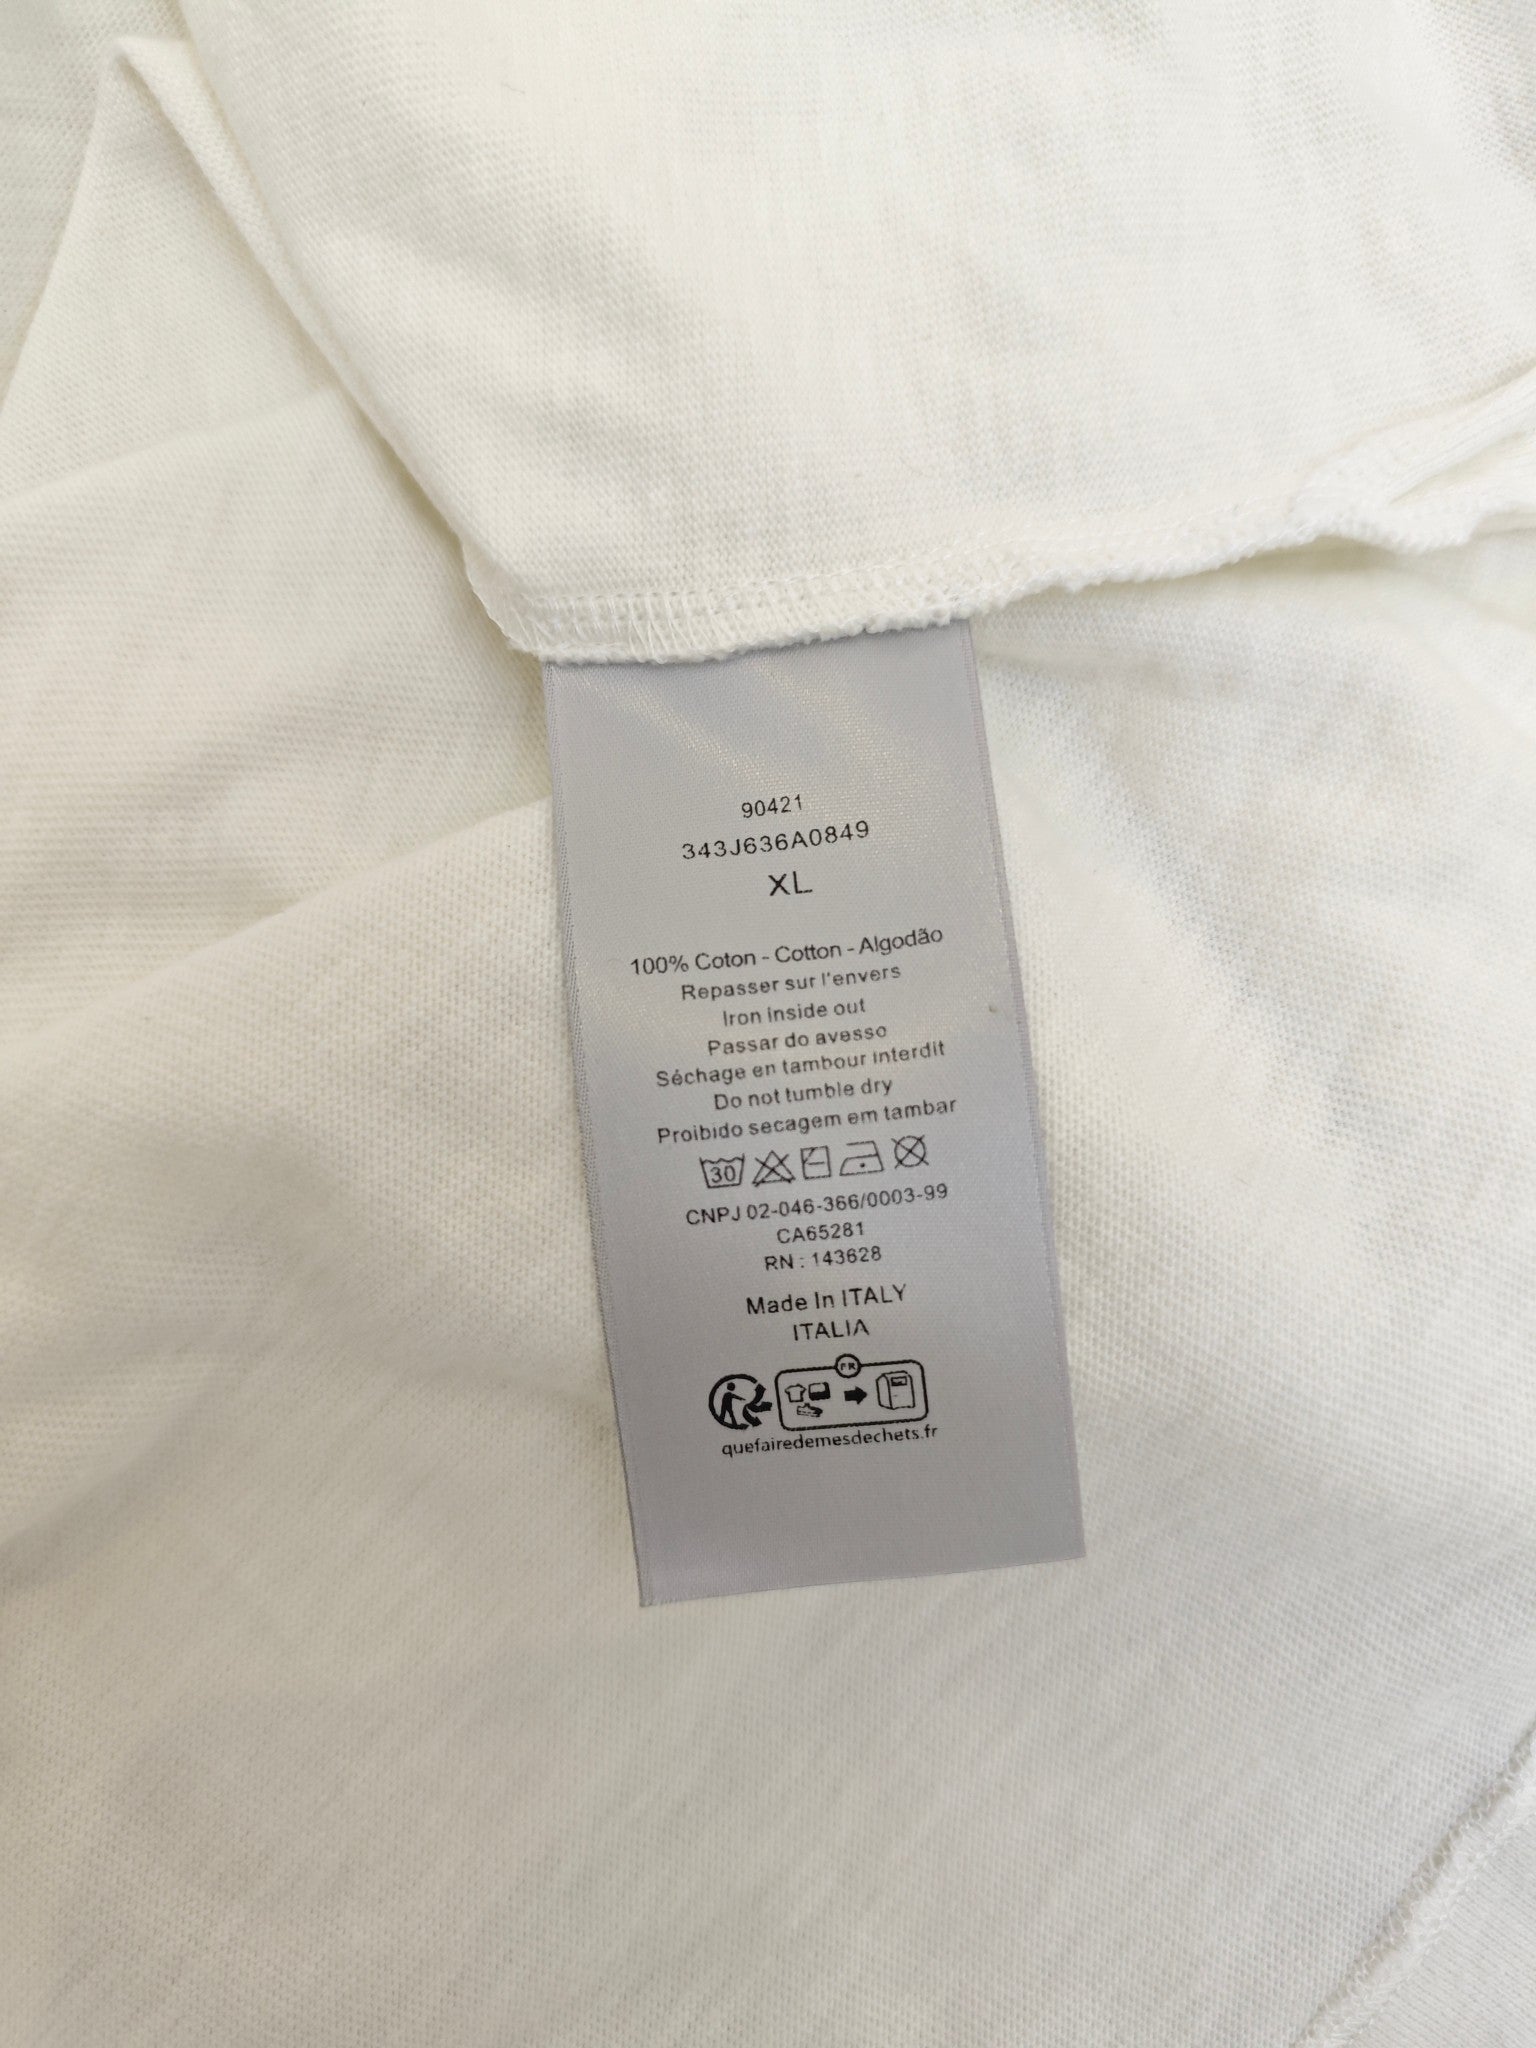 90421
343J636A0849
XL
100% Coton - Cotton - Algodão
Repasser sur l'envers
Iron inside out
Passar do avesso
Séchage en tambour interdit
Do not tumble dry
Proibido secagem em tambar
30
CNPJ 02-046-366/0003-99
CA65281
RN : 143628
Made In ITALY
ITALIA
FR
quefairedemesdechets.fr